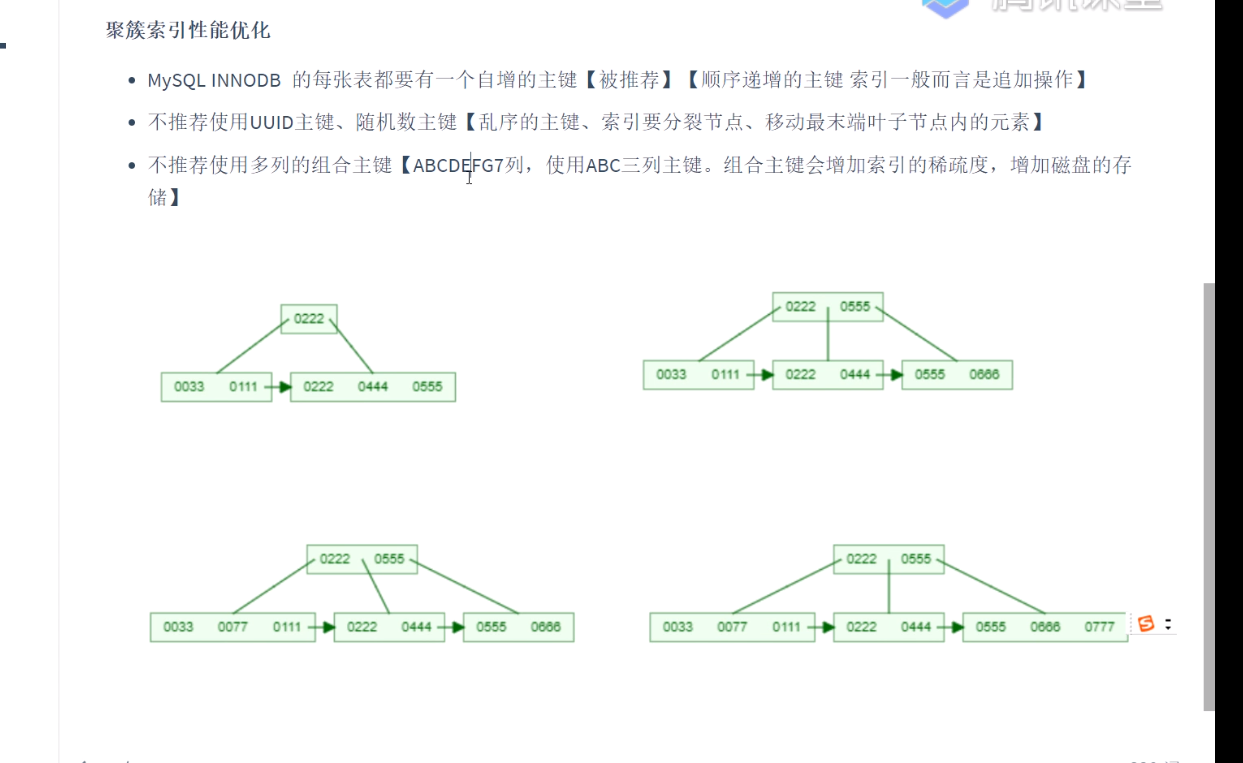 腾讯课堂
聚簇索引性能优化
MySQL INNODB 的每张表都要有一个自增的主键【被推荐】【顺序递增的主键 索引一般而言是追加操作】
不推荐使用UUID主键、随机数主键【乱序的主键、索引要分裂节点、移动最末端叶子节点内的元素】
不推荐使用多列的组合主键【ABCDEFG7列，使用ABC三列主键。组合主键会增加索引的稀疏度，增加磁盘的存
储】
0222
0033 0111 0222 0444 0555
0222 0555
0033 0111 0222 0444 0555 0666
0222 0555
0033 0077 0111 0222 0444 0555 0666
0222 0555
0033 0077 0111 0222 0444 0555 0666 0777